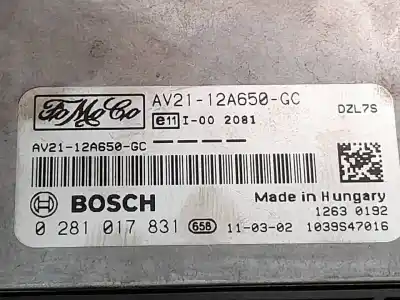 FoMoCo AV21-12A650-GC
e11 I-00 2081 DZL7S
AV21-12A650-GC — — — —
BOSCH Made in Hungary
1263 0192
0 281 017 831 658 11-03-02 1039S47016